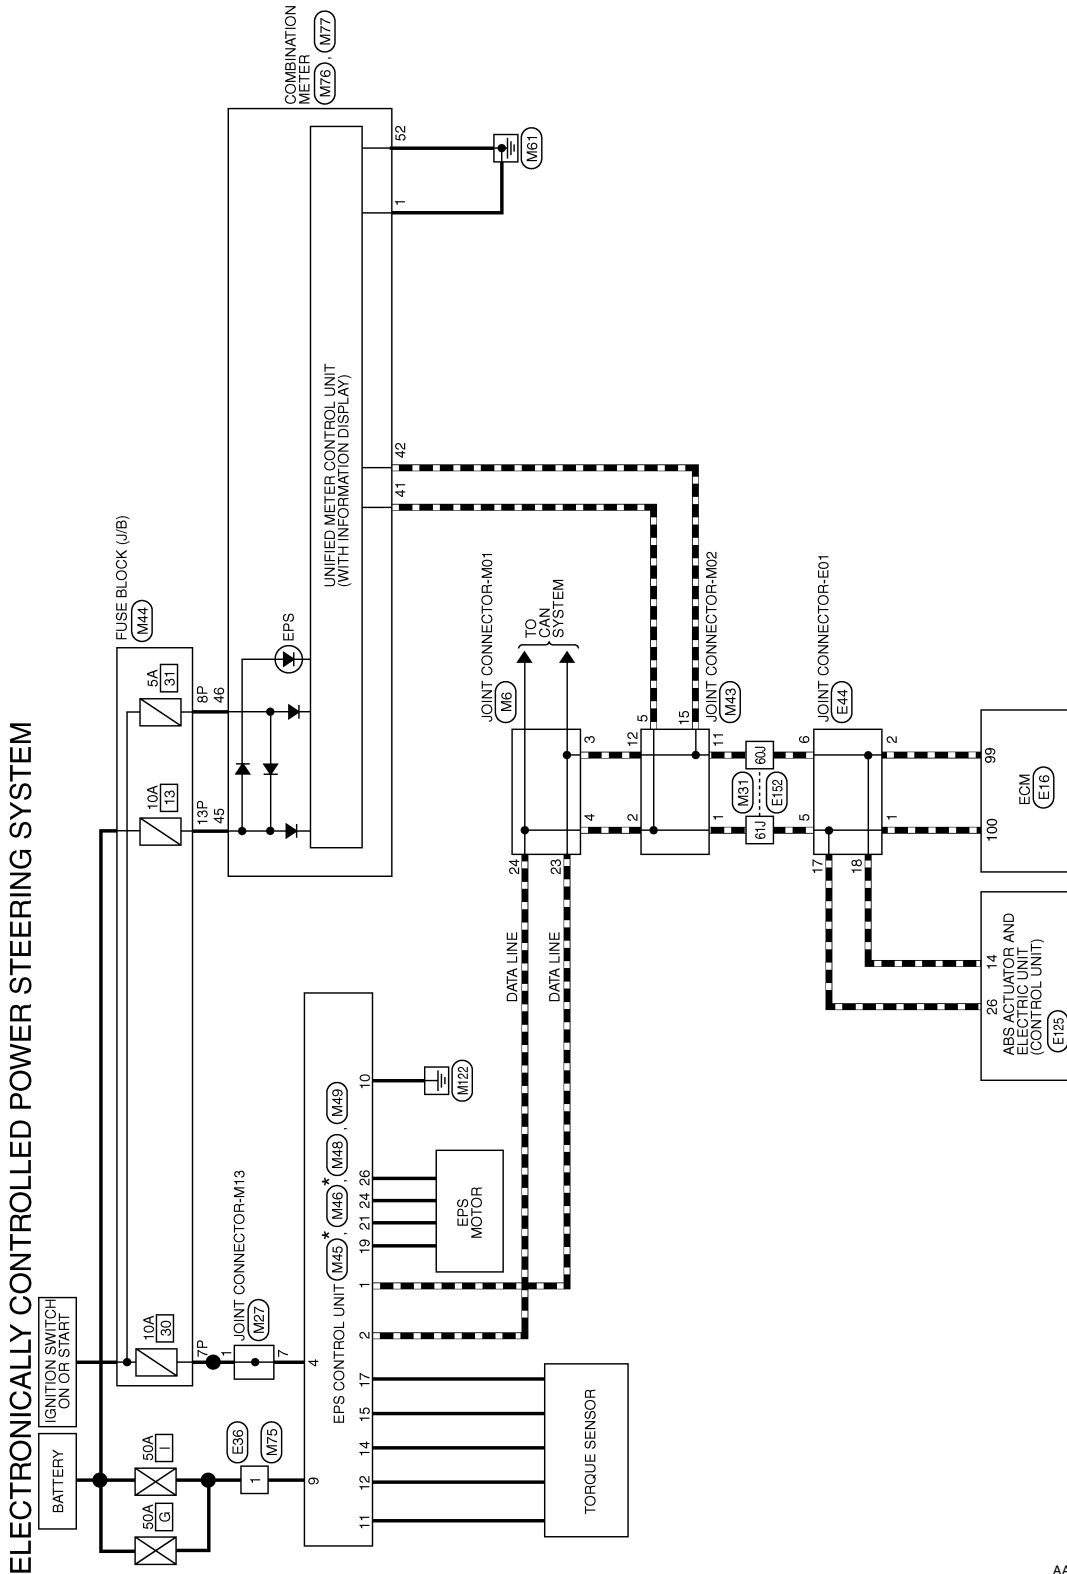 ELECTRONICALLY CONTROLLED POWER STEERING SYSTEM
BATTERY
IGNITION SWITCH
ON OR START
50A
G
50A
I
10A
30
10A
13
5A
31
FUSE BLOCK (J/B)
M44
7P
13P
8P
E36
1
M75
1
JOINT CONNECTOR-M13
M27
7
45
46
COMBINATION
METER
M76 , M77
EPS
UNIFIED METER CONTROL UNIT
(WITH INFORMATION DISPLAY)
41
42
1
52
M61
9
4
EPS CONTROL UNIT M45* , M46* , M48 , M49
11
12
14
15
17
2
1
19
21
24
26
10
M122
TORQUE SENSOR
EPS
MOTOR
DATA LINE
DATA LINE
24
23
JOINT CONNECTOR-M01
M6
TO
CAN
SYSTEM
4
3
2
12
5
15
JOINT CONNECTOR-M02
M43
1
11
61J
60J
M31
E152
5
6
JOINT CONNECTOR-E01
E44
17
18
1
2
26
14
ABS ACTUATOR AND
ELECTRIC UNIT
(CONTROL UNIT)
E125
100
99
ECM
E16
AA